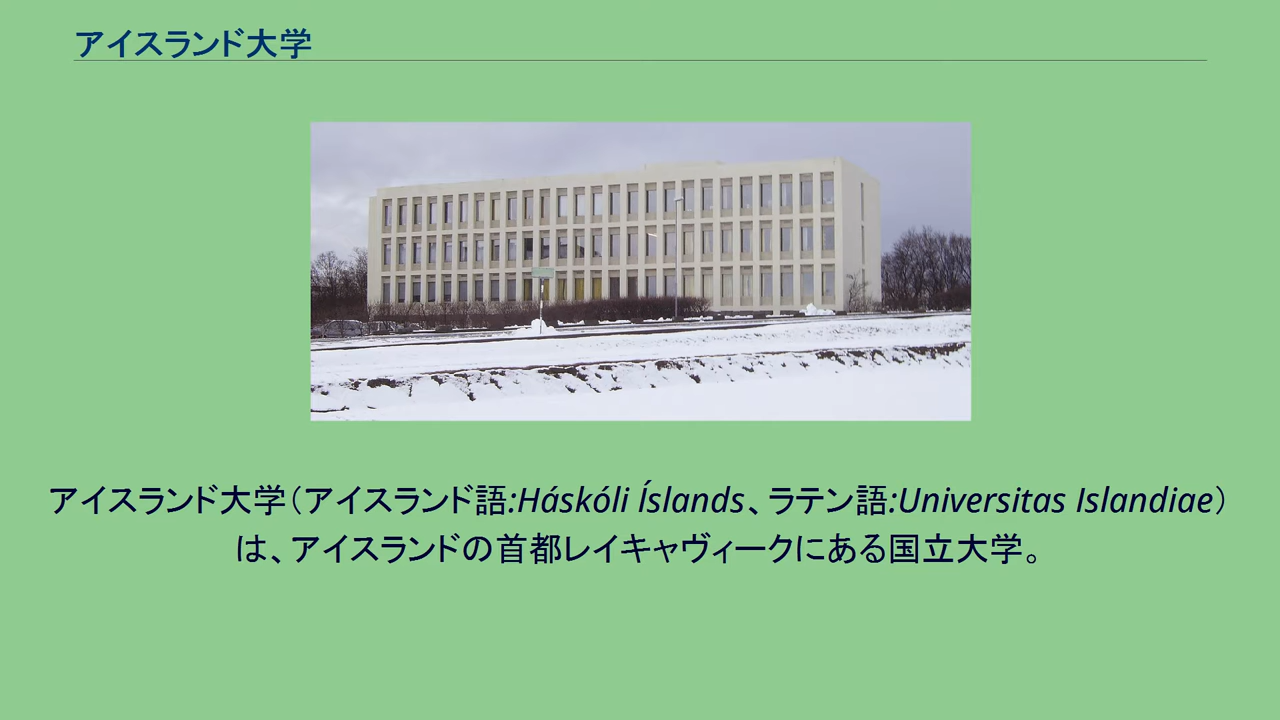 アイスランド大学
アイスランド大学（アイスランド語:Háskóli Íslands、ラテン語:Universitas Islandiae）
は、アイスランドの首都レイキャヴィークにある国立大学。